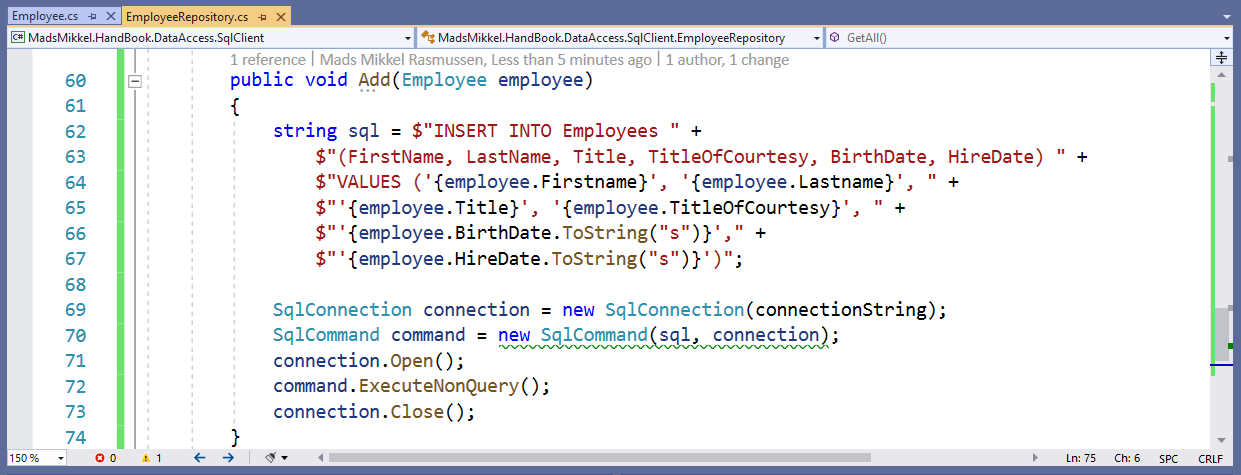 Employee.cs EmployeeRepository.cs
C# MadsMikkel.HandBook.DataAccess.SqlClient MadsMikkel.HandBook.DataAccess.SqlClient.EmployeeRepository GetAll()
1 reference | Mads Mikkel Rasmussen, Less than 5 minutes ago | 1 author, 1 change
60 public void Add(Employee employee)
61 {
62 string sql = $"INSERT INTO Employees " +
63 $"(FirstName, LastName, Title, TitleOfCourtesy, BirthDate, HireDate) " +
64 $"VALUES ('{employee.Firstname}', '{employee.Lastname}', " +
65 $"'{employee.Title}', '{employee.TitleOfCourtesy}', " +
66 $"'{employee.BirthDate.ToString("s")}'," +
67 $"'{employee.HireDate.ToString("s")}')";
68
69 SqlConnection connection = new SqlConnection(connectionString);
70 SqlCommand command = new SqlCommand(sql, connection);
71 connection.Open();
72 command.ExecuteNonQuery();
73 connection.Close();
74 }
150 % 0 1 Ln: 75 Ch: 6 SPC CRLF